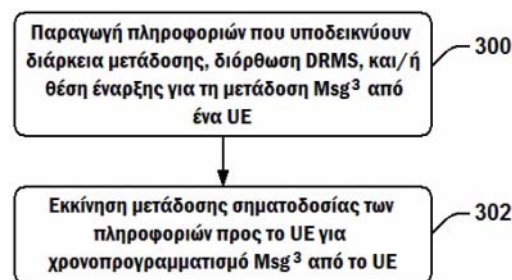 Παραγωγή πληροφοριών που υποδεικνύουν
διάρκεια μετάδοσης, διόρθωση DRMS, και/ή
θέση έναρξης για τη μετάδοση Msg³ από
ένα UE
300
Εκκίνηση μετάδοσης σηματοδοσίας των
πληροφοριών προς το UE για
χρονοπρογραμματισμό Msg³ από το UE
302